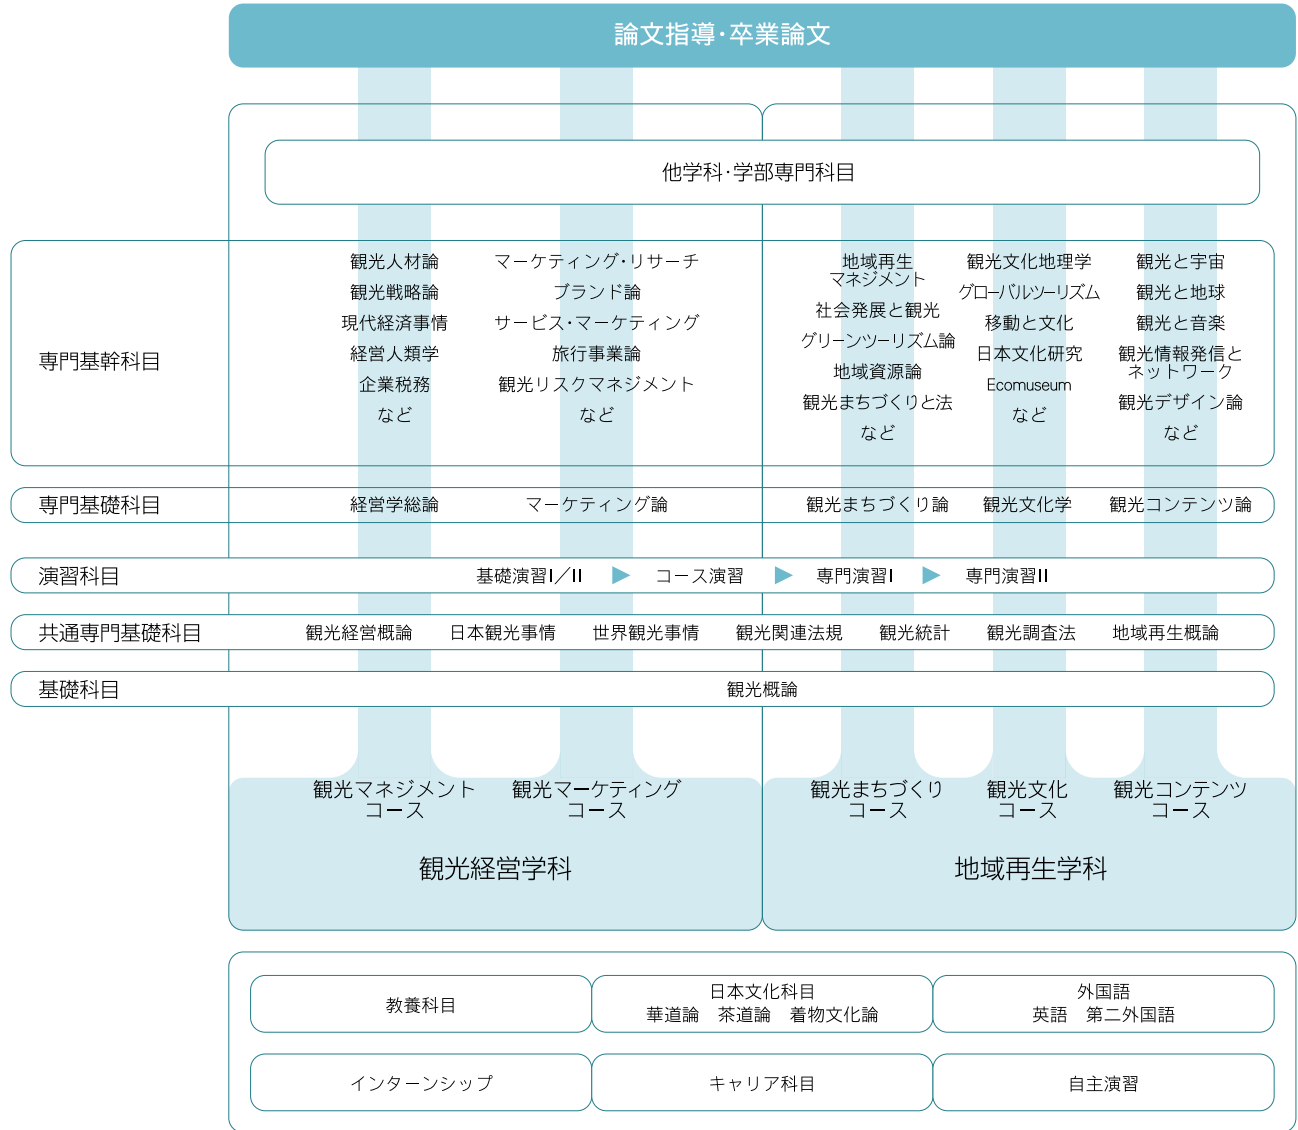 論文指導・卒業論文
他学科・学部専門科目
専門基幹科目
観光人材論
観光戦略論
現代経済事情
経営人類学
企業税務
など
マーケティング・リサーチ
ブランド論
サービス・マーケティング
旅行事業論
観光リスクマネジメント
など
地域再生
マネジメント
社会発展と観光
グリーンツーリズム論
地域資源論
観光まちづくりと法
など
観光文化地理学
グローバルツーリズム
移動と文化
日本文化研究
Ecomuseum
など
観光と宇宙
観光と地球
観光と音楽
観光情報発信と
ネットワーク
観光デザイン論
など
専門基礎科目
経営学総論
マーケティング論
観光まちづくり論
観光文化学
観光コンテンツ論
演習科目
基礎演習I／II ▶ コース演習 ▶ 専門演習I ▶ 専門演習II
共通専門基礎科目
観光経営概論 日本観光事情 世界観光事情 観光関連法規 観光統計 観光調査法 地域再生概論
基礎科目
観光概論
観光マネジメント
コース
観光マーケティング
コース
観光まちづくり
コース
観光文化
コース
観光コンテンツ
コース
観光経営学科
地域再生学科
教養科目
日本文化科目
華道論 茶道論 着物文化論
外国語
英語 第二外国語
インターンシップ
キャリア科目
自主演習